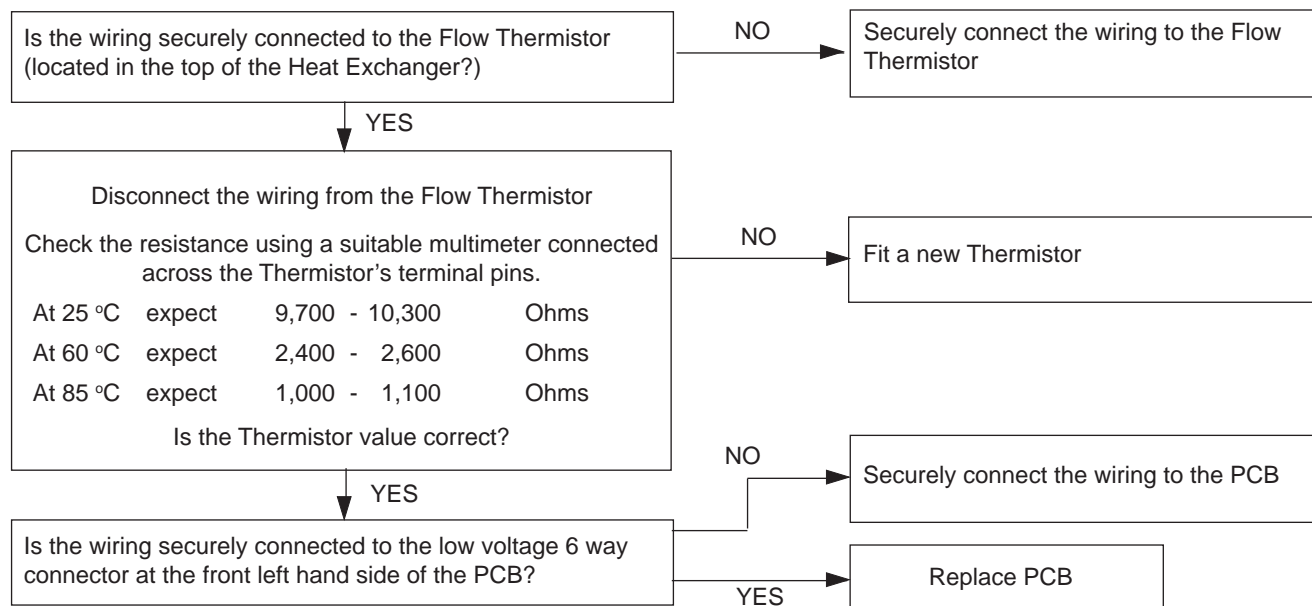 Is the wiring securely connected to the Flow Thermistor
(located in the top of the Heat Exchanger?)
NO
Securely connect the wiring to the Flow
Thermistor
YES
Disconnect the wiring from the Flow Thermistor
Check the resistance using a suitable multimeter connected
across the Thermistor's terminal pins.
At 25 °C expect 9,700 - 10,300 Ohms
At 60 °C expect 2,400 - 2,600 Ohms
At 85 °C expect 1,000 - 1,100 Ohms
Is the Thermistor value correct?
NO
Fit a new Thermistor
YES
Is the wiring securely connected to the low voltage 6 way
connector at the front left hand side of the PCB?
NO
Securely connect the wiring to the PCB
YES
Replace PCB